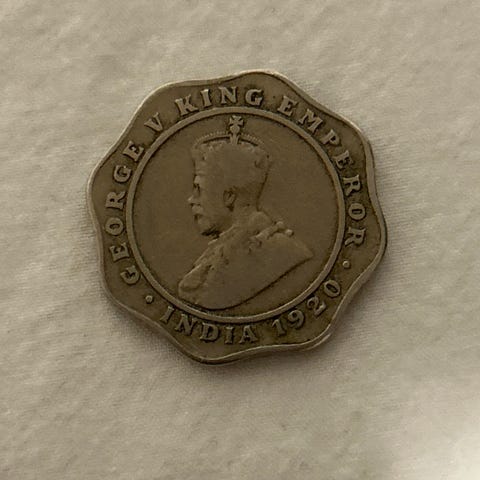 GEORGE V KING EMPEROR
INDIA 1920